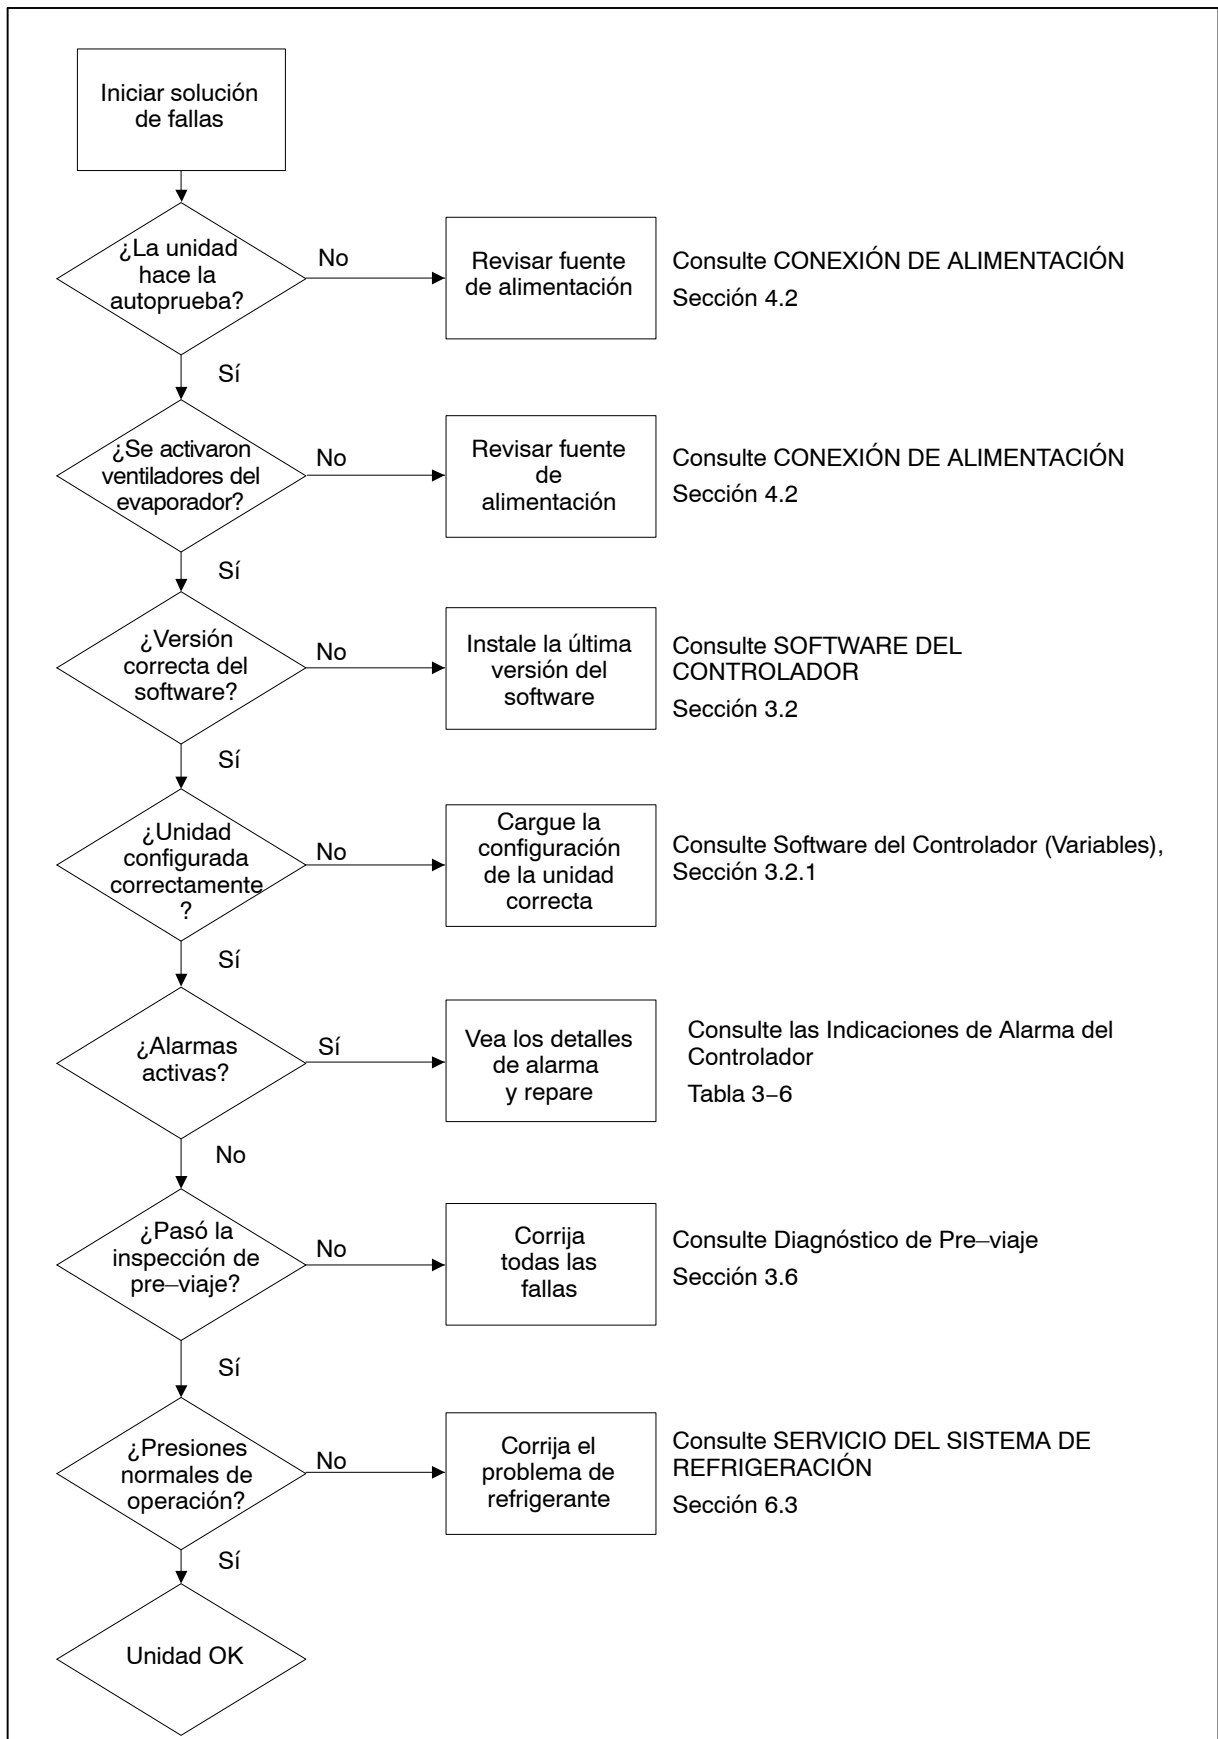 Iniciar solución
de fallas
¿La unidad
hace la
autoprueba?
No
Revisar fuente
de alimentación
Consulte CONEXIÓN DE ALIMENTACIÓN
Sección 4.2
Sí
¿Se activaron
ventiladores del
evaporador?
No
Revisar fuente
de
alimentación
Consulte CONEXIÓN DE ALIMENTACIÓN
Sección 4.2
Sí
¿Versión
correcta del
software?
No
Instale la última
versión del
software
Consulte SOFTWARE DEL
CONTROLADOR
Sección 3.2
Sí
¿Unidad
configurada
correctamente
?
No
Cargue la
configuración
de la unidad
correcta
Consulte Software del Controlador (Variables),
Sección 3.2.1
Sí
¿Alarmas
activas?
Sí
Vea los detalles
de alarma
y repare
Consulte las Indicaciones de Alarma del
Controlador
Tabla 3−6
No
¿Pasó la
inspección de
pre–viaje?
No
Corrija
todas las
fallas
Consulte Diagnóstico de Pre–viaje
Sección 3.6
Sí
¿Presiones
normales de
operación?
No
Corrija el
problema de
refrigerante
Consulte SERVICIO DEL SISTEMA DE
REFRIGERACIÓN
Sección 6.3
Sí
Unidad OK